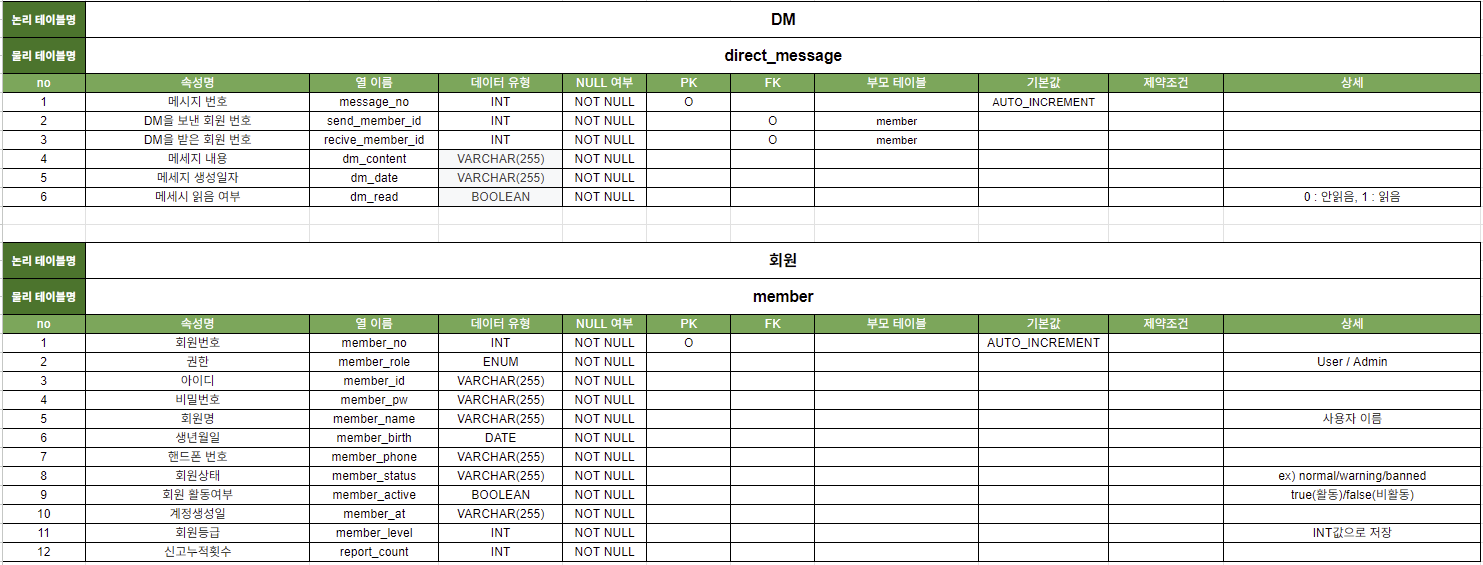 논리 테이블명 DM
물리 테이블명 direct_message
no 속성명 열 이름 데이터 유형 NULL 여부 PK FK 부모 테이블 기본값 제약조건 상세
1 메시지 번호 message_no INT NOT NULL O AUTO_INCREMENT
2 DM을 보낸 회원 번호 send_member_id INT NOT NULL O member
3 DM을 받은 회원 번호 recive_member_id INT NOT NULL O member
4 메세지 내용 dm_content VARCHAR(255) NOT NULL
5 메세지 생성일자 dm_date VARCHAR(255) NOT NULL
6 메세시 읽음 여부 dm_read BOOLEAN NOT NULL 0 : 안읽음, 1 : 읽음
논리 테이블명 회원
물리 테이블명 member
no 속성명 열 이름 데이터 유형 NULL 여부 PK FK 부모 테이블 기본값 제약조건 상세
1 회원번호 member_no INT NOT NULL O AUTO_INCREMENT
2 권한 member_role ENUM NOT NULL User / Admin
3 아이디 member_id VARCHAR(255) NOT NULL
4 비밀번호 member_pw VARCHAR(255) NOT NULL
5 회원명 member_name VARCHAR(255) NOT NULL 사용자 이름
6 생년월일 member_birth DATE NOT NULL
7 핸드폰 번호 member_phone VARCHAR(255) NOT NULL
8 회원상태 member_status VARCHAR(255) NOT NULL ex) normal/warning/banned
9 회원 활동여부 member_active BOOLEAN NOT NULL true(활동)/false(비활동)
10 계정생성일 member_at VARCHAR(255) NOT NULL
11 회원등급 member_level INT NOT NULL INT값으로 저장
12 신고누적횟수 report_count INT NOT NULL